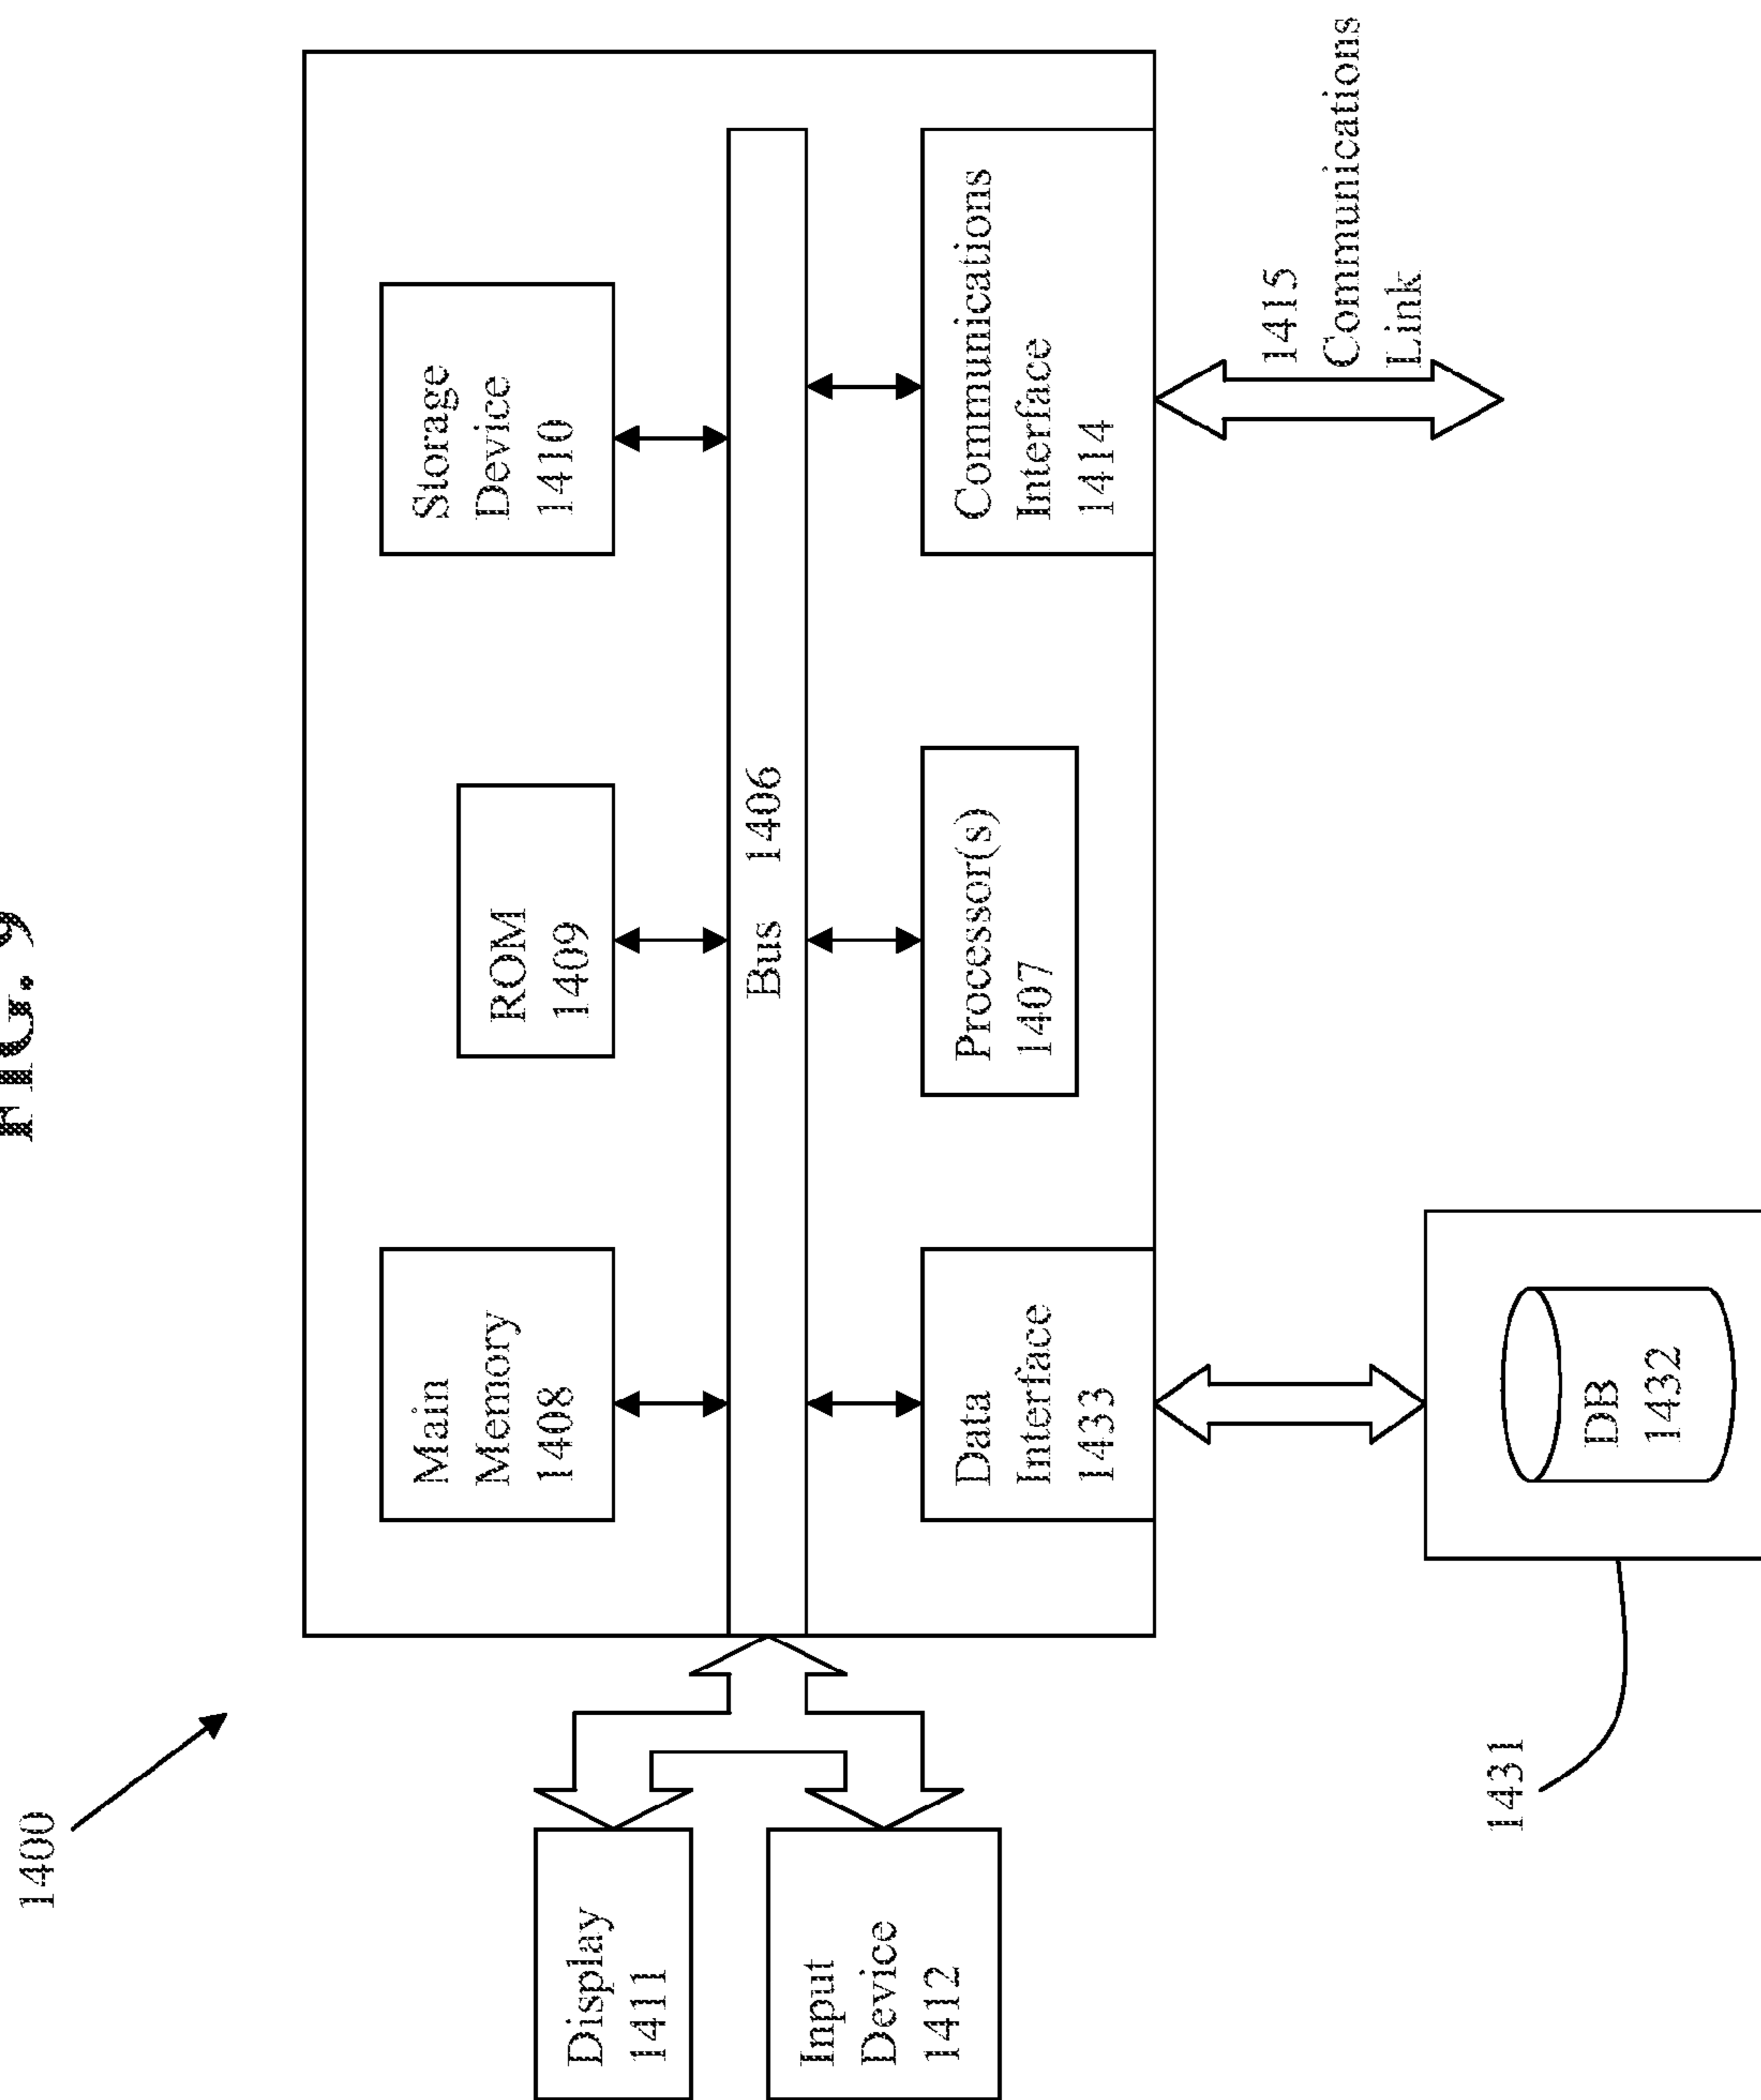 FIG. 9
1400
Main
Memory
1408
ROM
1409
Storage
Device
1410
Bus 1406
Display
1411
Input
Device
1412
Data
Interface
1433
Processor(s)
1407
Communications
Interface
1414
1415
Communications
Link
1431
DB
1432